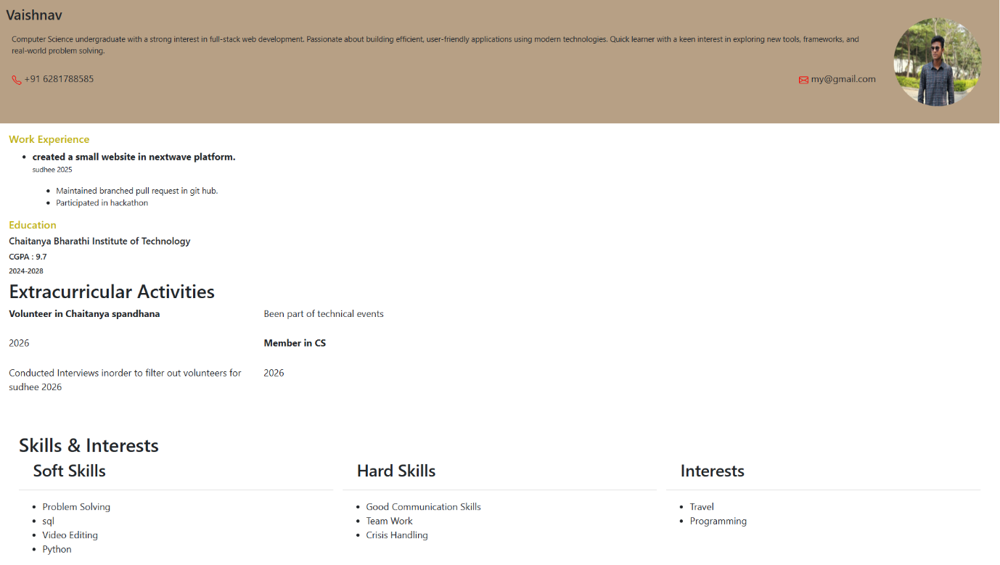 Vaishnav
Computer Science undergraduate with a strong interest in full-stack web development. Passionate about building efficient, user-friendly applications using modern technologies. Quick learner with a keen interest in exploring new tools, frameworks, and
real-world problem solving.
+91 6281788585
my@gmail.com
Work Experience
created a small website in nextwave platform.
sudhee 2025
Maintained branched pull request in git hub.
Participated in hackathon
Education
Chaitanya Bharathi Institute of Technology
CGPA : 9.7
2024-2028
Extracurricular Activities
Volunteer in Chaitanya spandhana
2026
Conducted Interviews inorder to filter out volunteers for
sudhee 2026
Been part of technical events
Member in CS
2026
Skills & Interests
Soft Skills
Problem Solving
sql
Video Editing
Python
Hard Skills
Good Communication Skills
Team Work
Crisis Handling
Interests
Travel
Programming